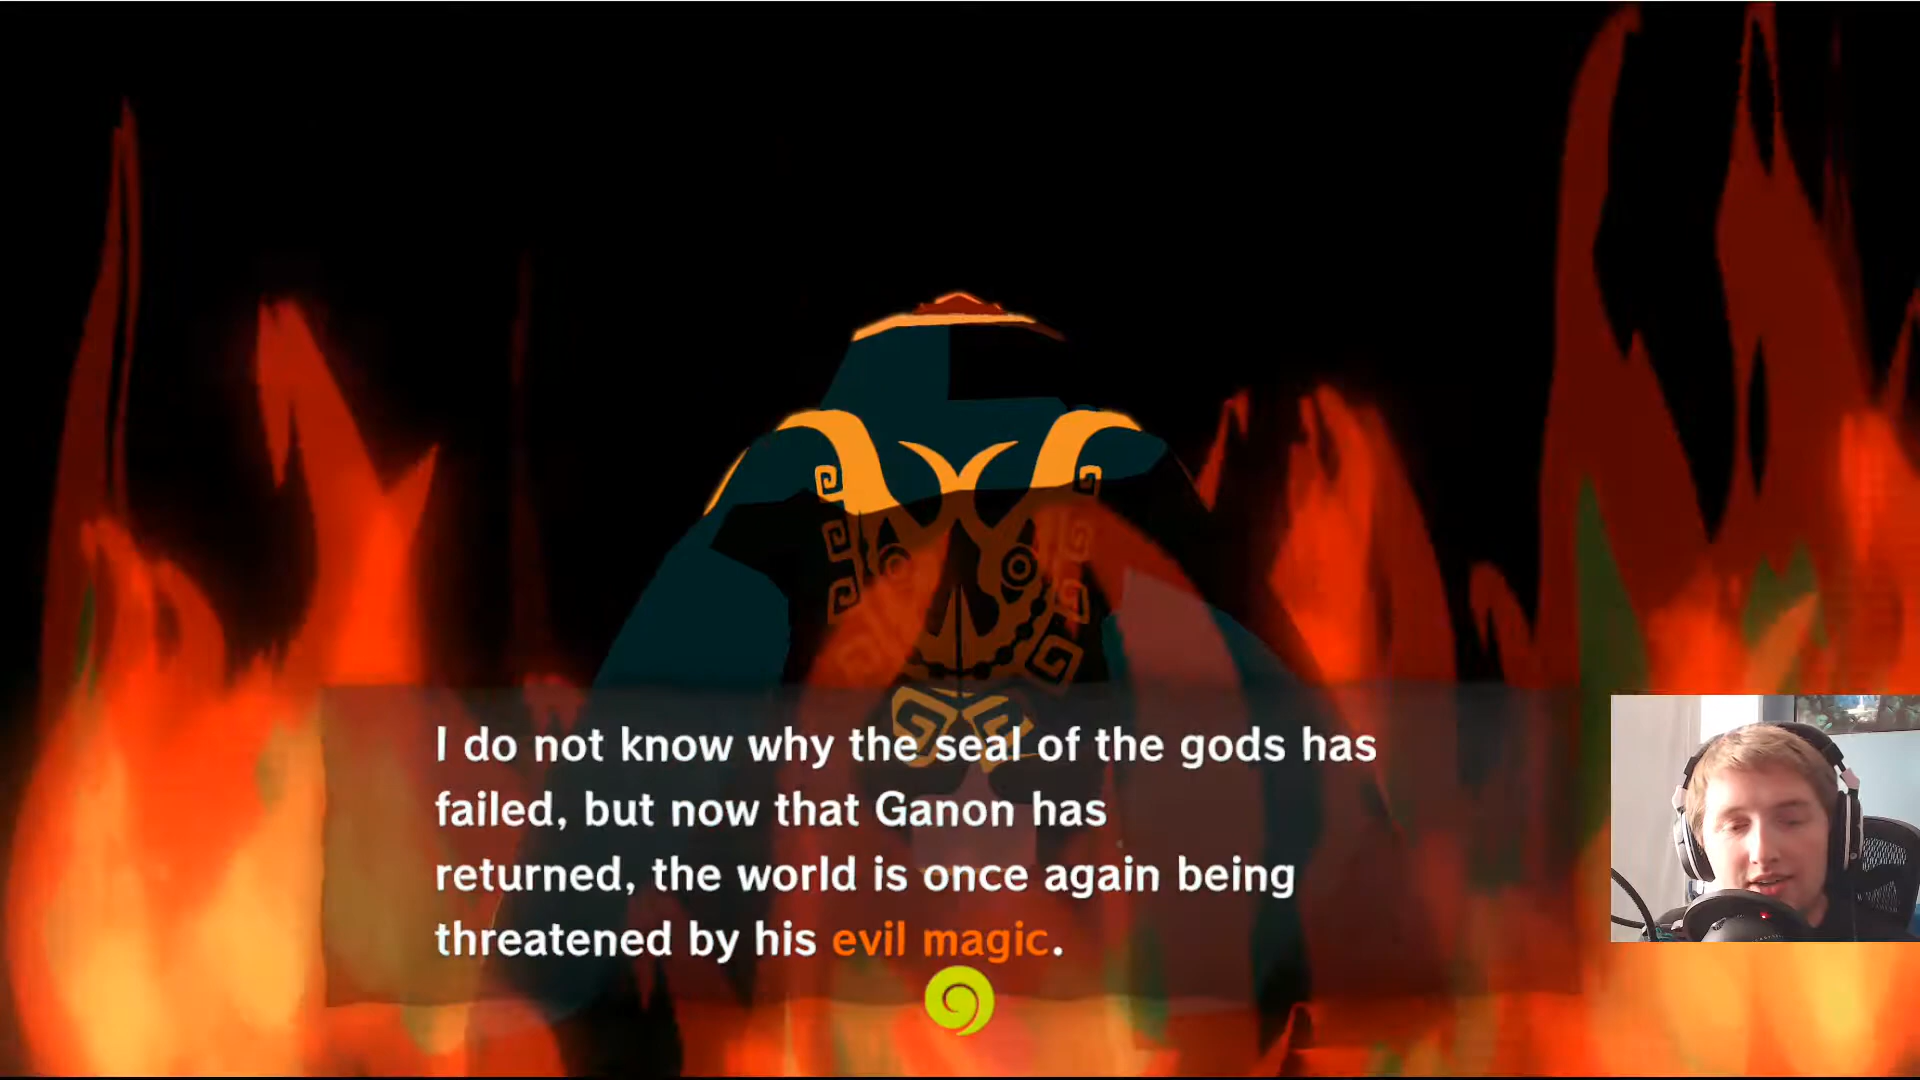 I do not know why the seal of the gods has
failed, but now that Ganon has
returned, the world is once again being
threatened by his evil magic.